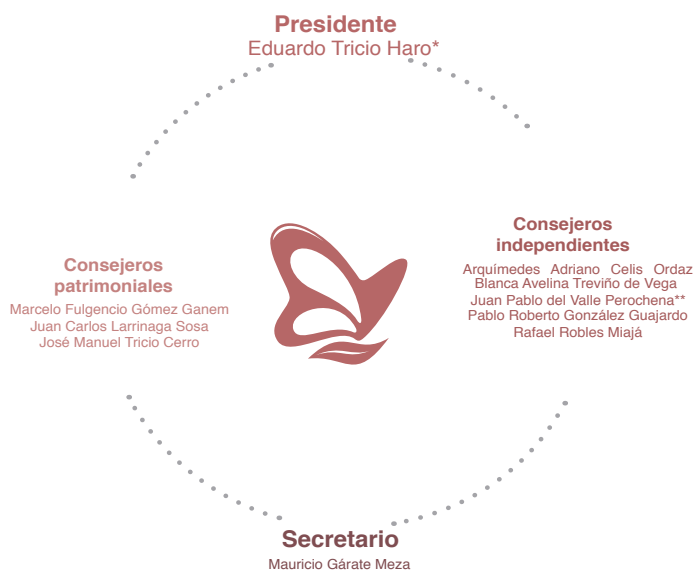 Presidente
Eduardo Tricio Haro*
Consejeros
patrimoniales
Marcelo Fulgencio Gómez Ganem
Juan Carlos Larrinaga Sosa
José Manuel Tricio Cerro
Consejeros
independientes
Arquímedes Adriano Celis Ordaz
Blanca Avelina Treviño de Vega
Juan Pablo del Valle Perochena**
Pablo Roberto González Guajardo
Rafael Robles Miajá
Secretario
Mauricio Gárate Meza